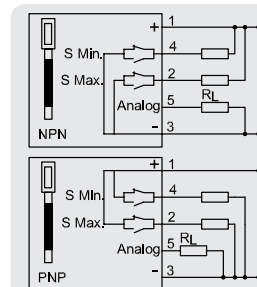 + 1
S Min. 4
S Max. 2
Analog 5 RL
NPN - 3
+ 1
S MIn. 4
S Max. 2
Analog 5 RL
PNP - 3